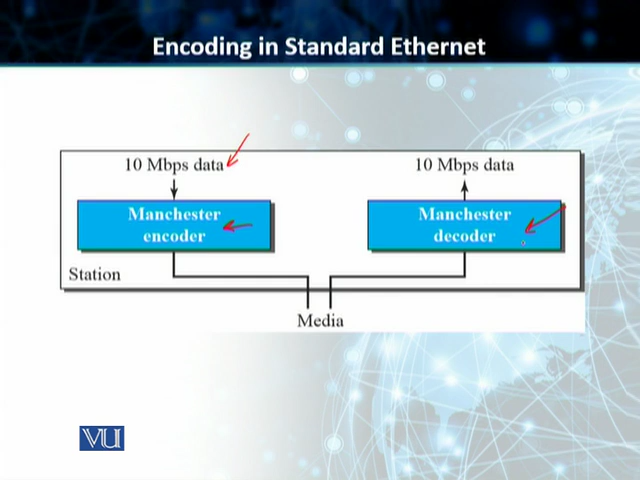 Encoding in Standard Ethernet
10 Mbps data
10 Mbps data
Manchester
encoder
Manchester
decoder
Station
Media
VU